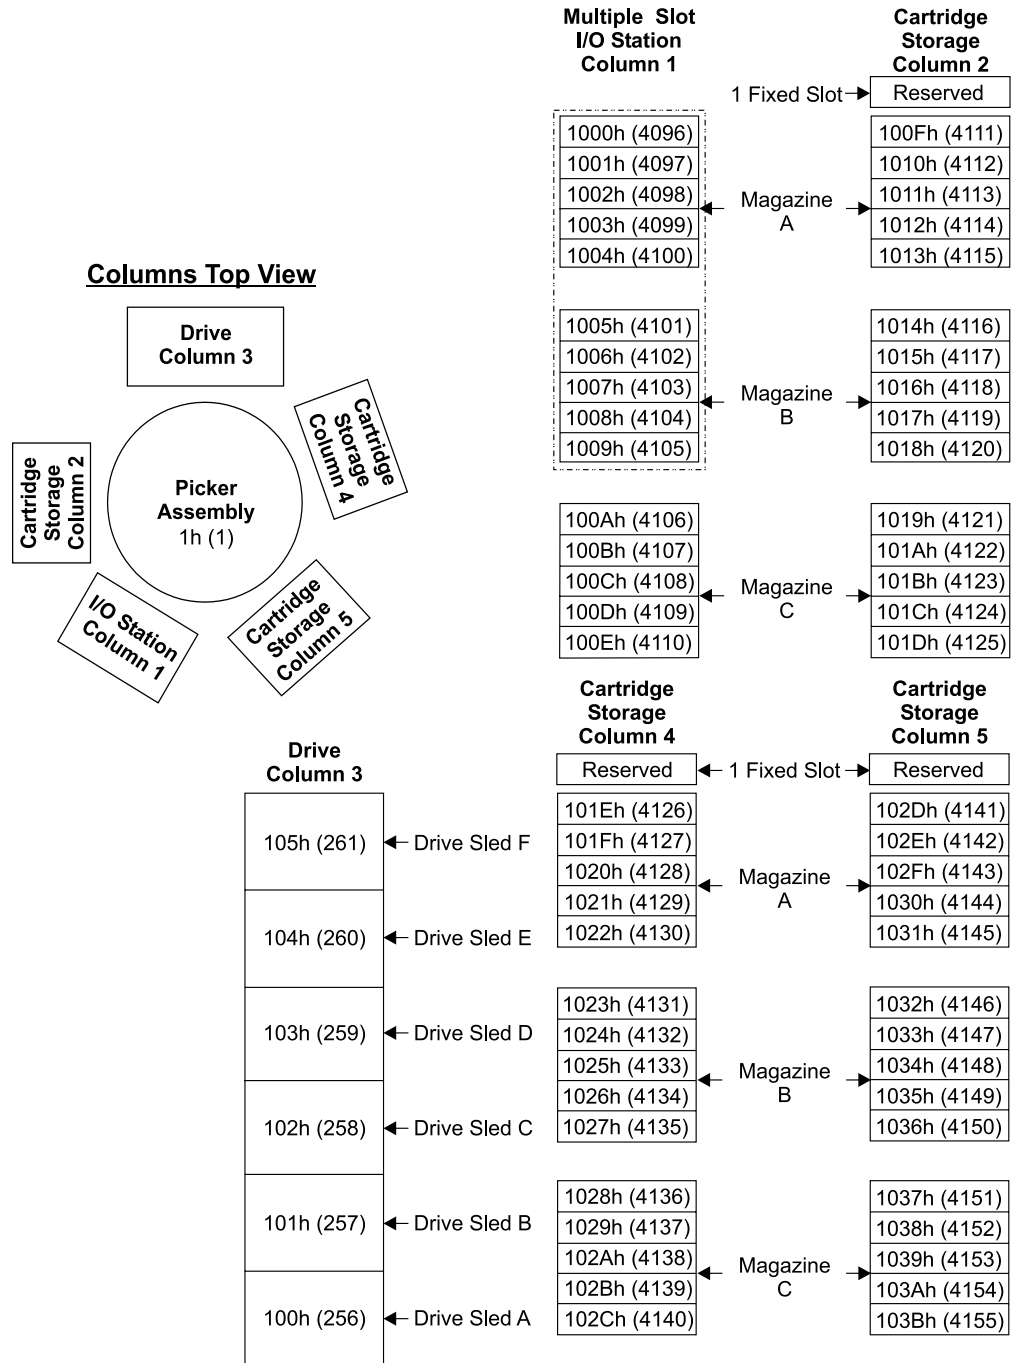 Multiple Slot
I/O Station
Column 1
Cartridge
Storage
Column 2
1 Fixed Slot
Reserved
1000h (4096)
1001h (4097)
1002h (4098)
1003h (4099)
1004h (4100)
Magazine
A
100Fh (4111)
1010h (4112)
1011h (4113)
1012h (4114)
1013h (4115)
1005h (4101)
1006h (4102)
1007h (4103)
1008h (4104)
1009h (4105)
Magazine
B
1014h (4116)
1015h (4117)
1016h (4118)
1017h (4119)
1018h (4120)
100Ah (4106)
100Bh (4107)
100Ch (4108)
100Dh (4109)
100Eh (4110)
Magazine
C
1019h (4121)
101Ah (4122)
101Bh (4123)
101Ch (4124)
101Dh (4125)
Columns Top View
Drive
Column 3
Cartridge
Storage
Column 4
Cartridge
Storage
Column 2
Picker
Assembly
1h (1)
I/O Station
Column 1
Cartridge
Storage
Column 5
Drive
Column 3
105h (261)
Drive Sled F
104h (260)
Drive Sled E
103h (259)
Drive Sled D
102h (258)
Drive Sled C
101h (257)
Drive Sled B
100h (256)
Drive Sled A
Cartridge
Storage
Column 4
Cartridge
Storage
Column 5
Reserved
1 Fixed Slot
Reserved
101Eh (4126)
101Fh (4127)
1020h (4128)
1021h (4129)
1022h (4130)
Magazine
A
102Dh (4141)
102Eh (4142)
102Fh (4143)
1030h (4144)
1031h (4145)
1023h (4131)
1024h (4132)
1025h (4133)
1026h (4134)
1027h (4135)
Magazine
B
1032h (4146)
1033h (4147)
1034h (4148)
1035h (4149)
1036h (4150)
1028h (4136)
1029h (4137)
102Ah (4138)
102Bh (4139)
102Ch (4140)
Magazine
C
1037h (4151)
1038h (4152)
1039h (4153)
103Ah (4154)
103Bh (4155)